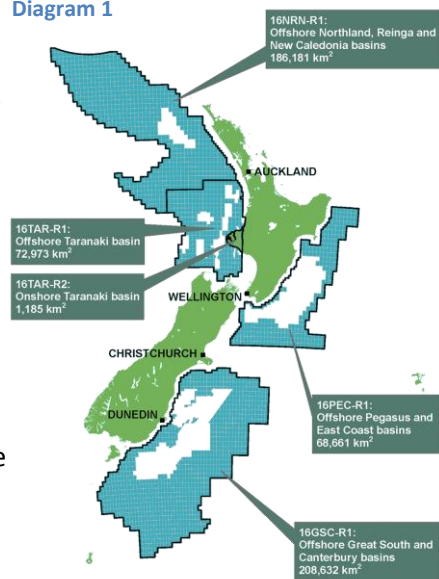 Diagram 1
16NRN-R1:
Offshore Northland, Reinga and
New Caledonia basins
186,181 km²
AUCKLAND
16TAR-R1:
Offshore Taranaki basin
72,973 km²
16TAR-R2:
Onshore Taranaki basin
1,185 km²
WELLINGTON
CHRISTCHURCH
16PEC-R1:
Offshore Pegasus and
East Coast basins
68,661 km²
DUNEDIN
e
16GSC-R1:
Offshore Great South and
Canterbury basins
208,632 km²